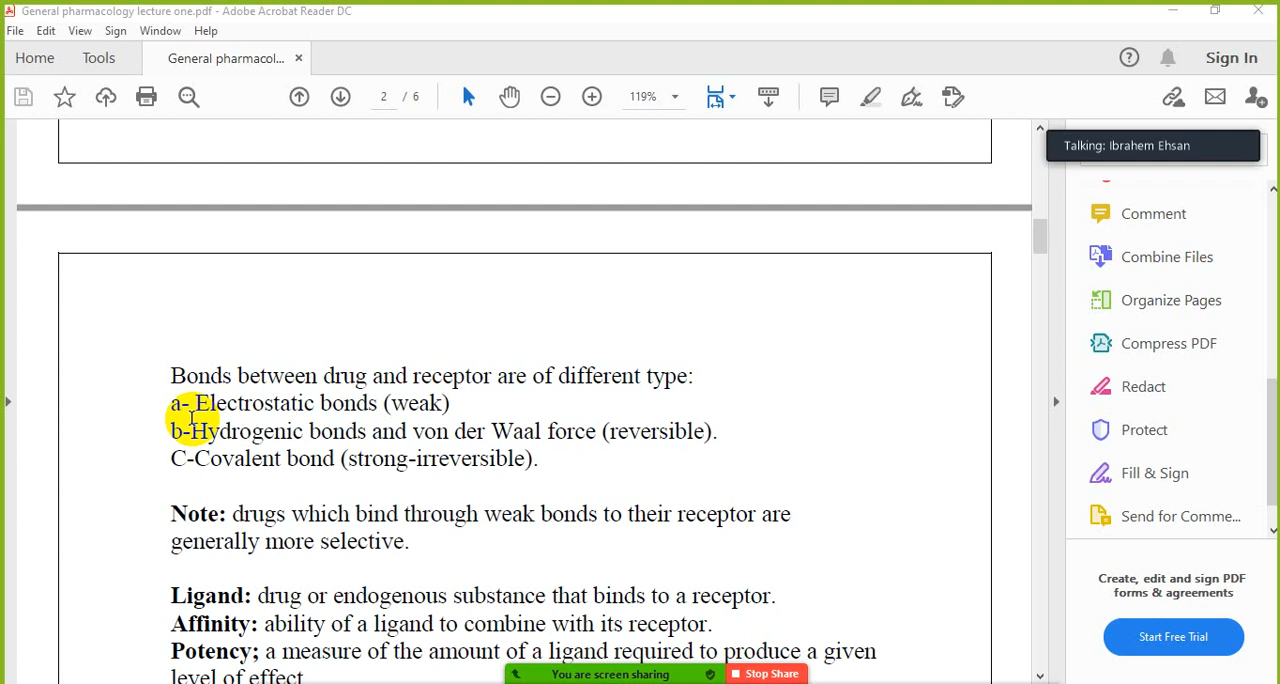 General pharmacology lecture one.pdf - Adobe Acrobat Reader DC
File Edit View Sign Window Help
Home Tools General pharmacol... × Sign In
2 / 6 119%
Talking: Ibrahem Ehsan
Comment
Combine Files
Organize Pages
Compress PDF
Redact
Protect
Fill & Sign
Send for Comme...
Create, edit and sign PDF
forms & agreements
Start Free Trial
Bonds between drug and receptor are of different type:
a- Electrostatic bonds (weak)
b-Hydrogenic bonds and von der Waal force (reversible).
C-Covalent bond (strong-irreversible).
Note: drugs which bind through weak bonds to their receptor are
generally more selective.
Ligand: drug or endogenous substance that binds to a receptor.
Affinity: ability of a ligand to combine with its receptor.
Potency; a measure of the amount of a ligand required to produce a given
level of effect
You are screen sharing Stop Share